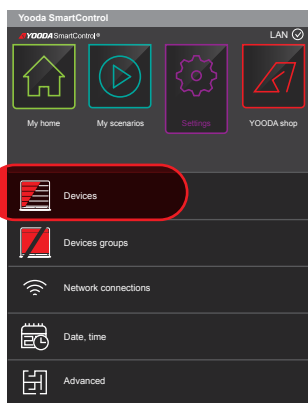 Yooda SmartControl
YOODA SmartControl® LAN
My home My scenarios Settings YOODA shop
Devices
Devices groups
Network connections
Date, time
Advanced